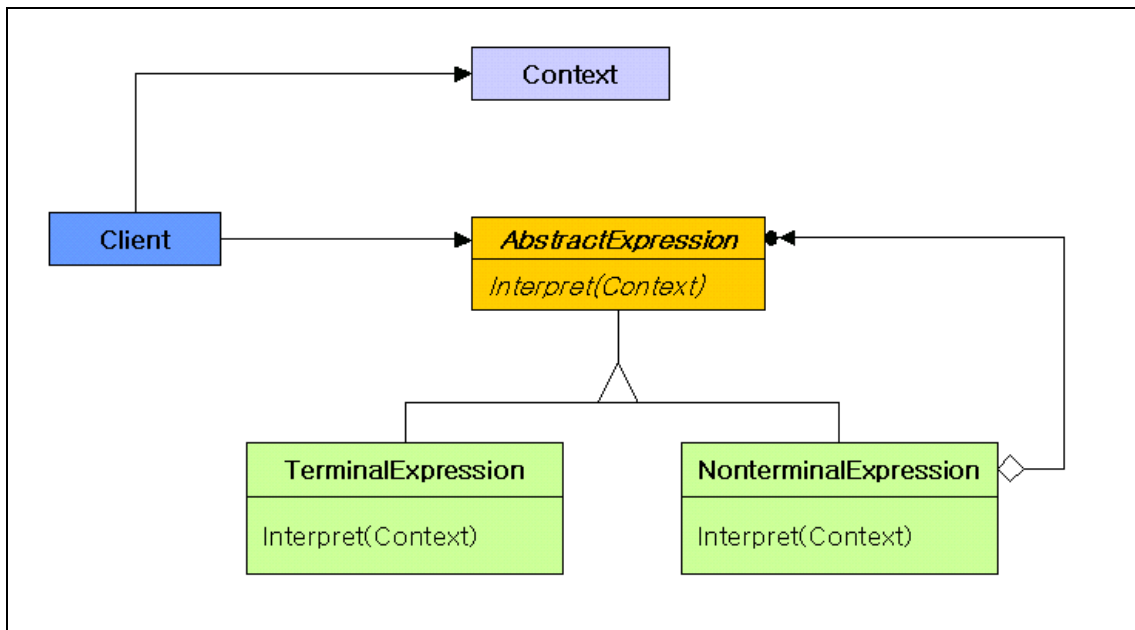 Context
Client
AbstractExpression
Interpret(Context)
TerminalExpression
Interpret(Context)
NonterminalExpression
Interpret(Context)